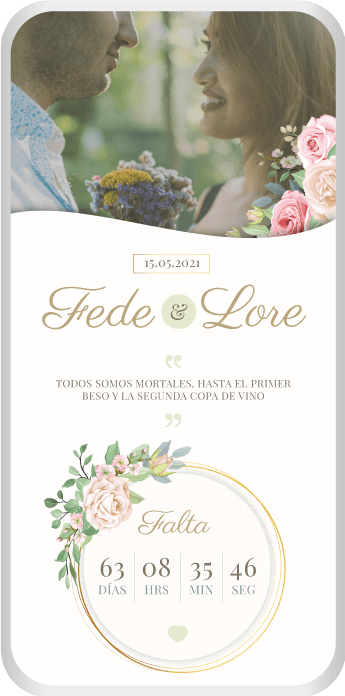 15.05.2021
Fede & Lore
“
TODOS SOMOS MORTALES, HASTA EL PRIMER
BESO Y LA SEGUNDA COPA DE VINO
”
Falta
63 08 35 46
DÍAS HRS MIN SEG